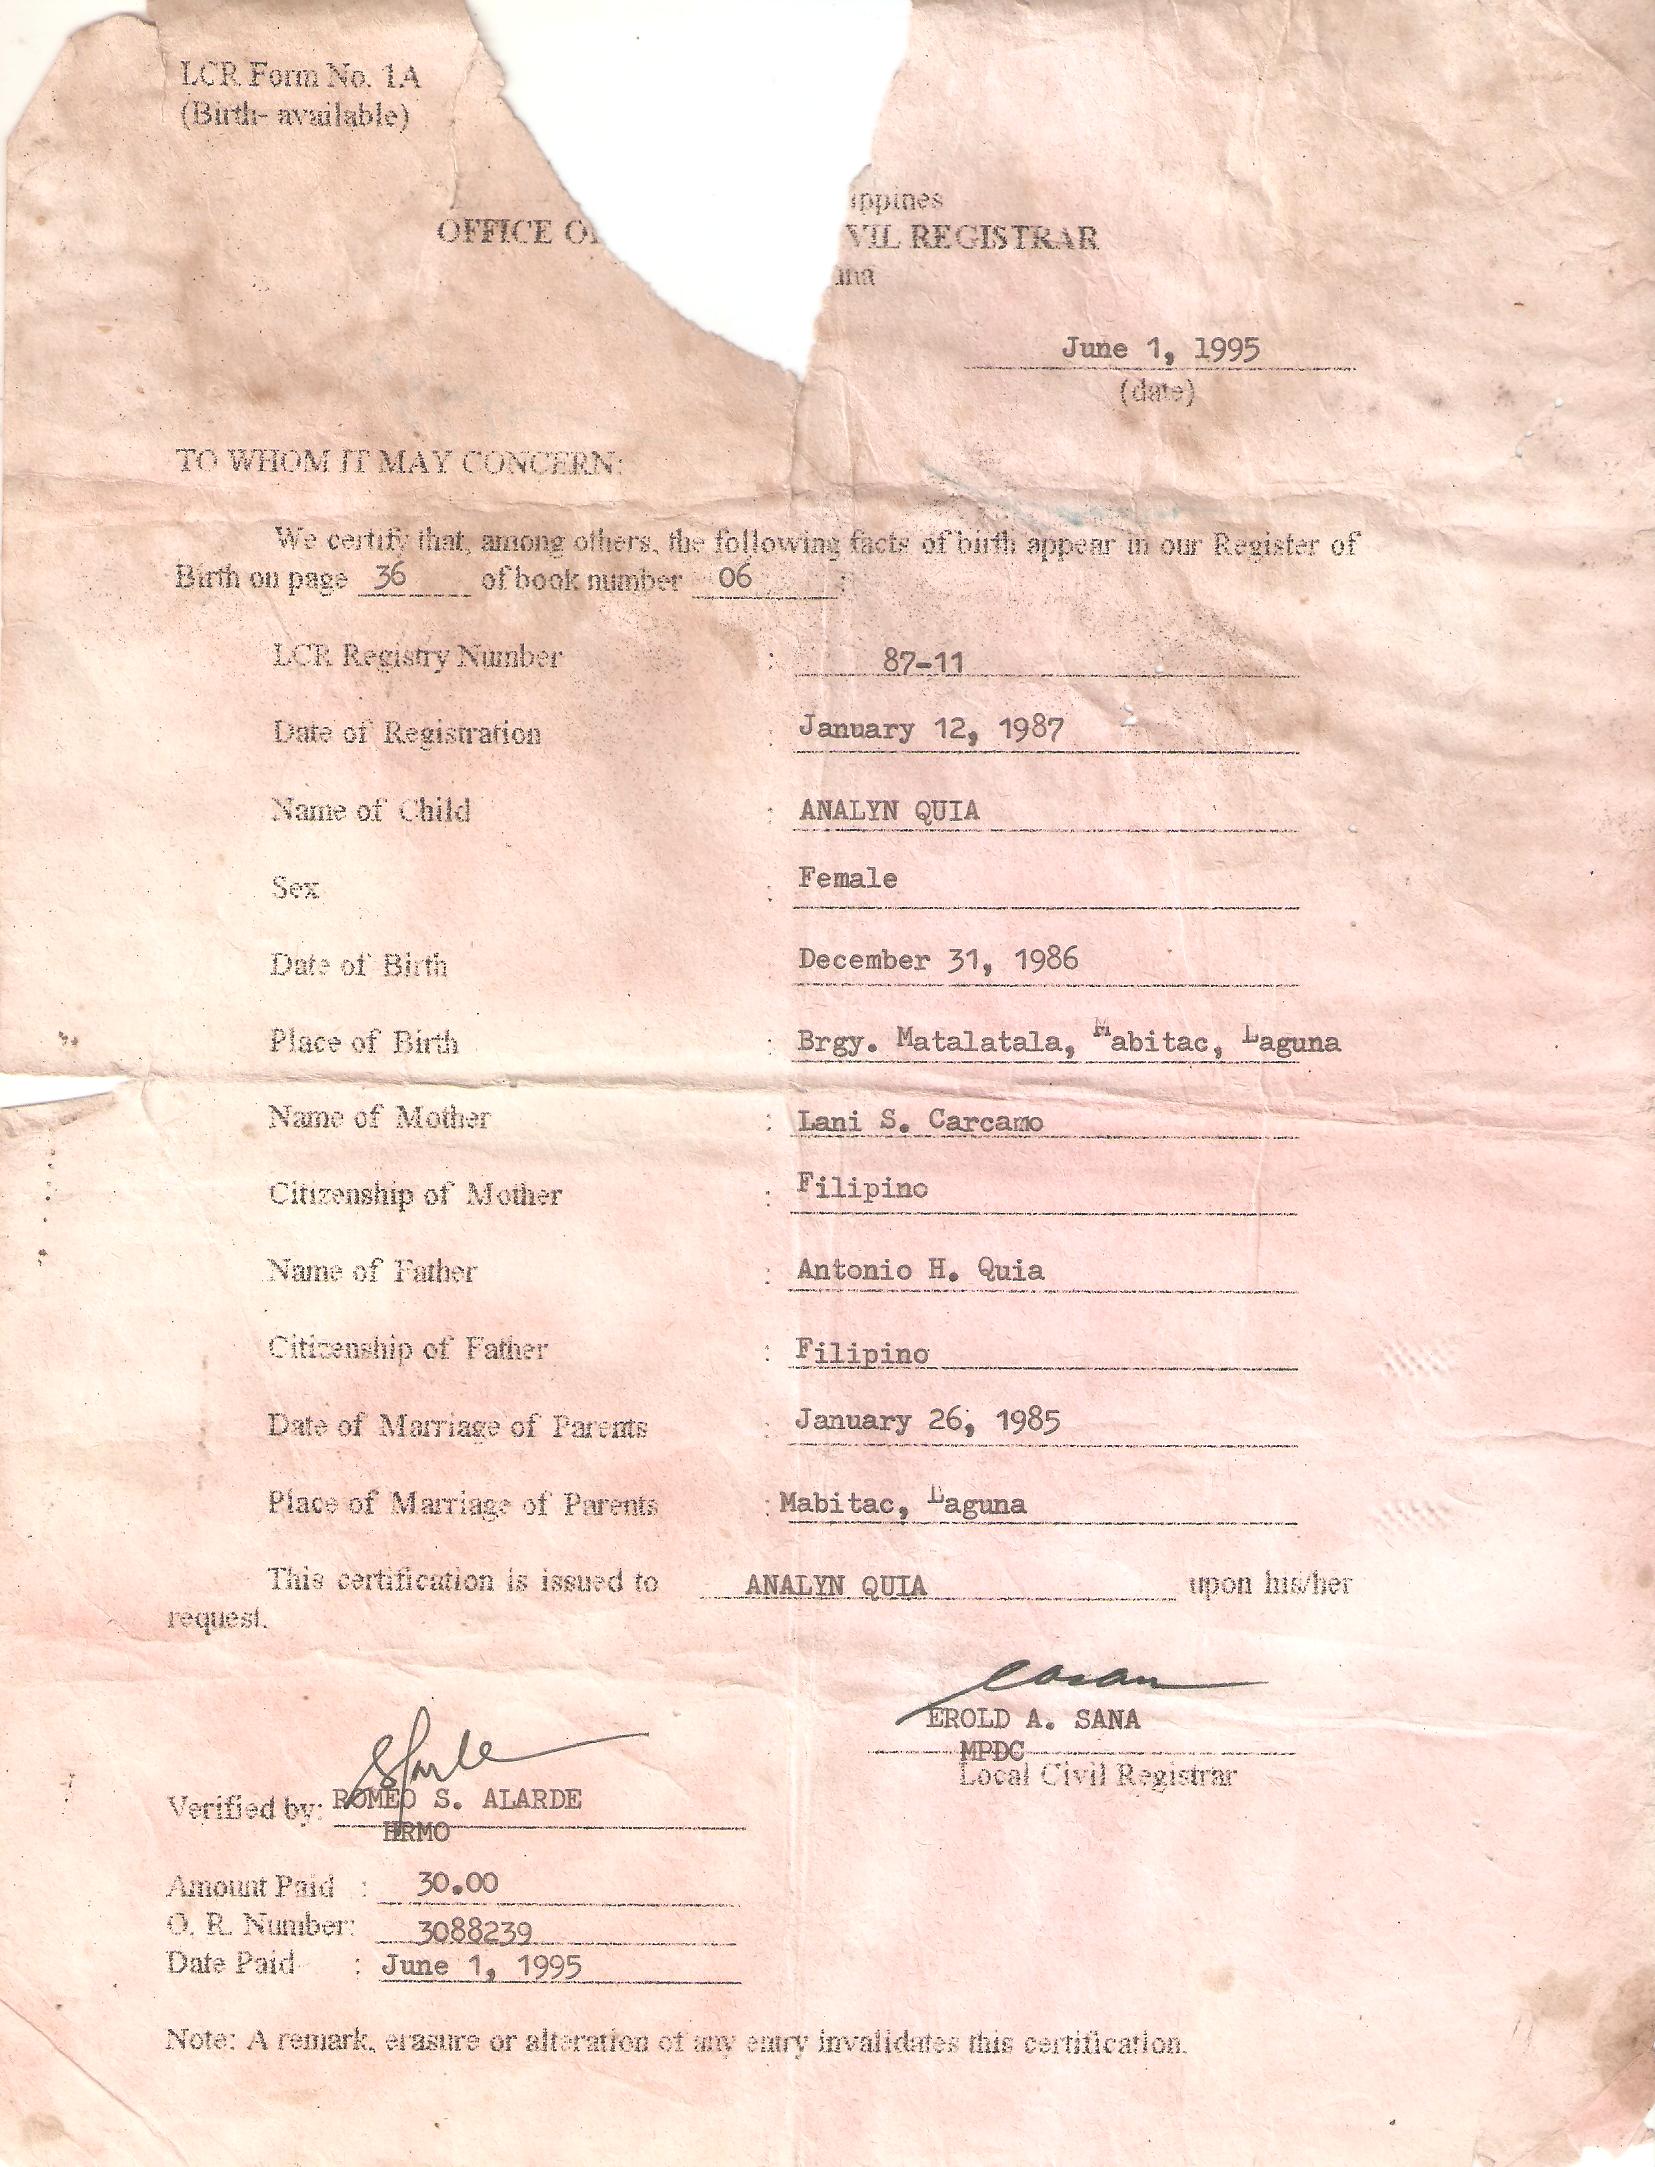 LCR Form No. 1A
(Birth- available)
OFFICE VIL REGISTRAR
June 1, 1995
(date)
TO WHOM IT MAY CONCERN:
We certify that, among others, the following facts of birth appear in our Register of
Birth on page 36 of book number 06 :
LCR Registry Number : 87-11
Date of Registration : January 12, 1987
Name of Child : ANALYN QUIA
Sex : Female
Date of Birth : December 31, 1986
Place of Birth : Brgy. Matalatala, Mabitac, Laguna
Name of Mother : Lani S. Carcamo
Citizenship of Mother : Filipino
Name of Father : Antonio H. Quia
Citizenship of Father : Filipino
Date of Marriage of Parents : January 26, 1985
Place of Marriage of Parents : Mabitac, Laguna
This certification is issued to ANALYN QUIA upon his/her
request.
EROLD A. SANA
MPDC
Local Civil Registrar
Verified by: ROMEO S. ALARDE
HRMO
Amount Paid : 30.00
O. R. Number: 3088239
Date Paid : June 1, 1995
Note: A remark, erasure or alteration of any entry invalidates this certification.